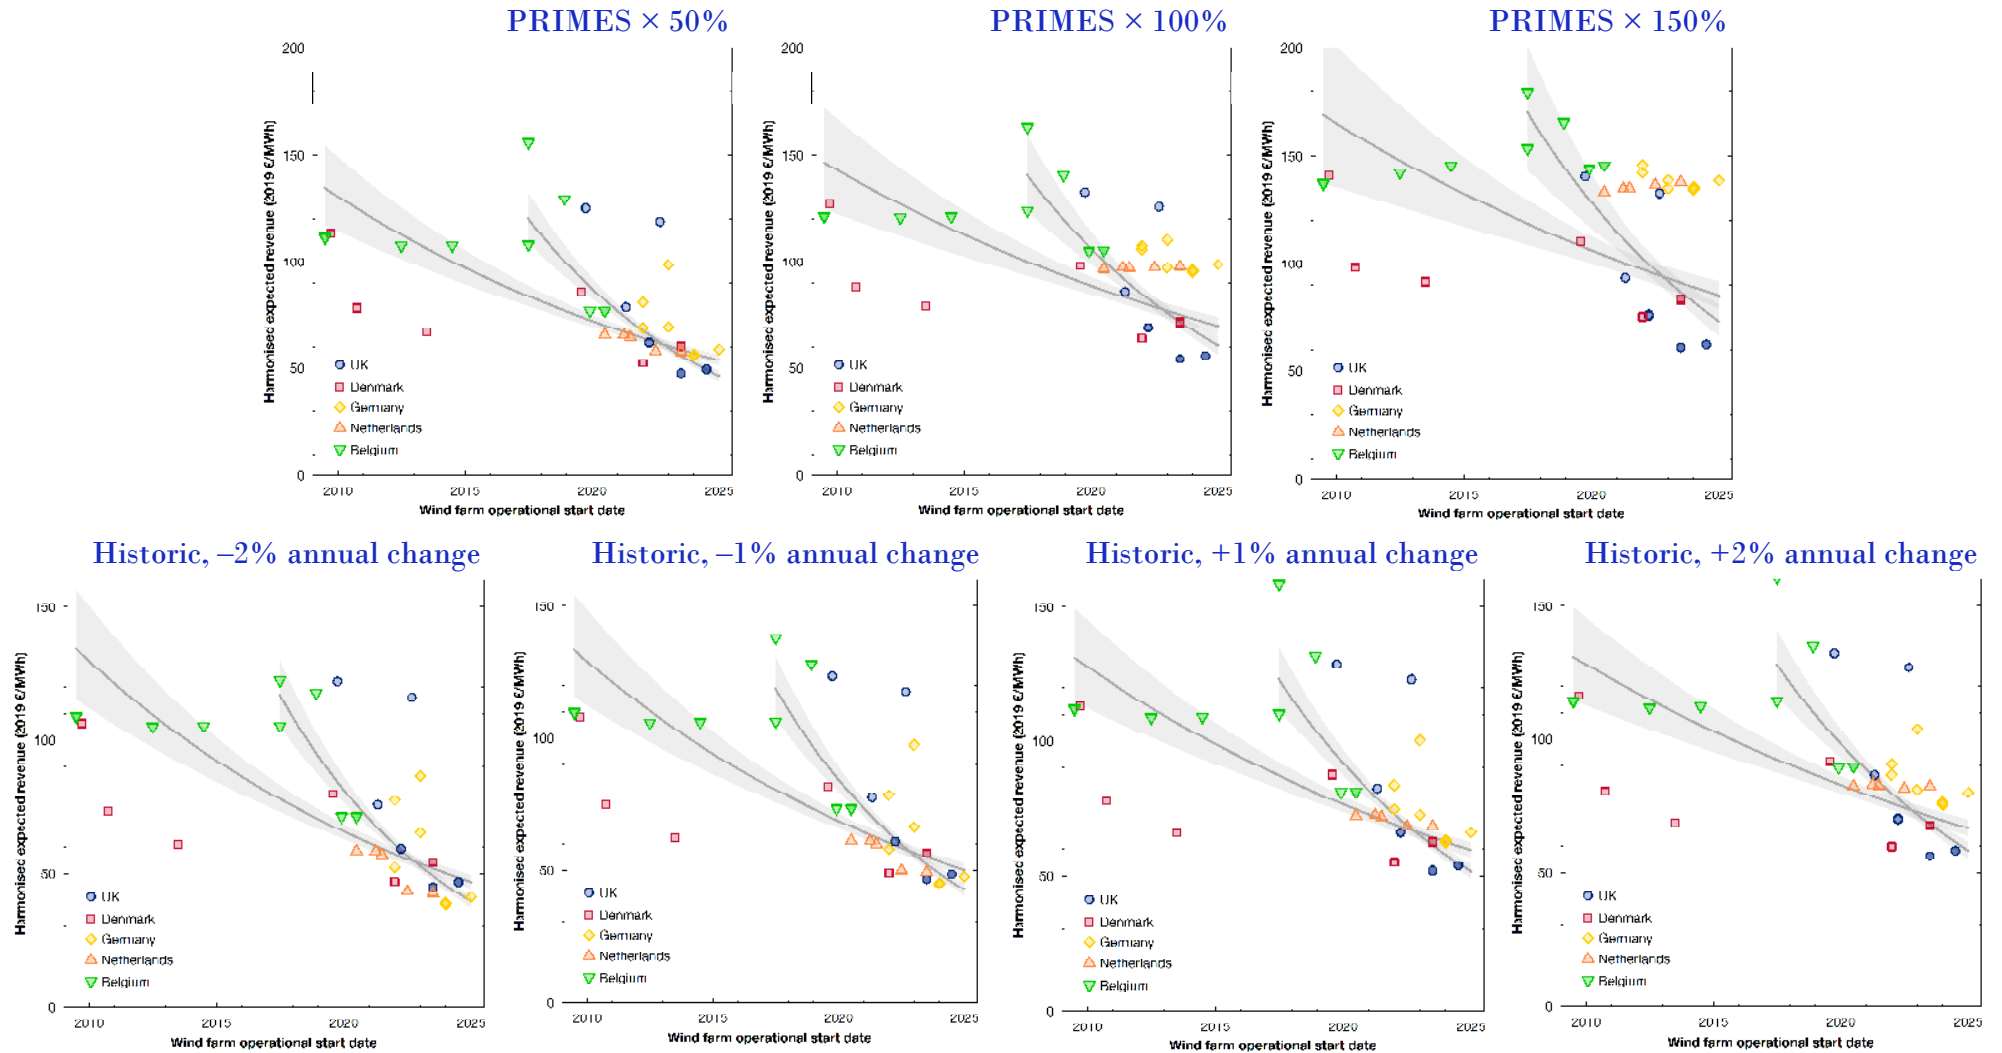 PRIMES × 50%
200
150
100
50
0
Harmonised expected revenue (2019 €/MWh)
UK
Denmark
Germany
Netherlands
Belgium
2010 2015 2020 2025
Wind farm operational start date
PRIMES × 100%
200
150
100
50
0
Harmonised expected revenue (2019 €/MWh)
UK
Denmark
Germany
Netherlands
Belgium
2010 2015 2020 2025
Wind farm operational start date
PRIMES × 150%
200
150
100
50
0
Harmonised expected revenue (2019 €/MWh)
UK
Denmark
Germany
Netherlands
Belgium
2010 2015 2020 2025
Wind farm operational start date
Historic, –2% annual change
150
100
50
0
Harmonised expected revenue (2019 €/MWh)
UK
Denmark
Germany
Netherlands
Belgium
2010 2015 2020 2025
Wind farm operational start date
Historic, –1% annual change
150
100
50
0
Harmonised expected revenue (2019 €/MWh)
UK
Denmark
Germany
Netherlands
Belgium
2010 2015 2020 2025
Wind farm operational start date
Historic, +1% annual change
150
100
50
0
Harmonised expected revenue (2019 €/MWh)
UK
Denmark
Germany
Netherlands
Belgium
2010 2015 2020 2025
Wind farm operational start date
Historic, +2% annual change
150
100
50
0
Harmonised expected revenue (2019 €/MWh)
UK
Denmark
Germany
Netherlands
Belgium
2010 2015 2020 2025
Wind farm operational start date